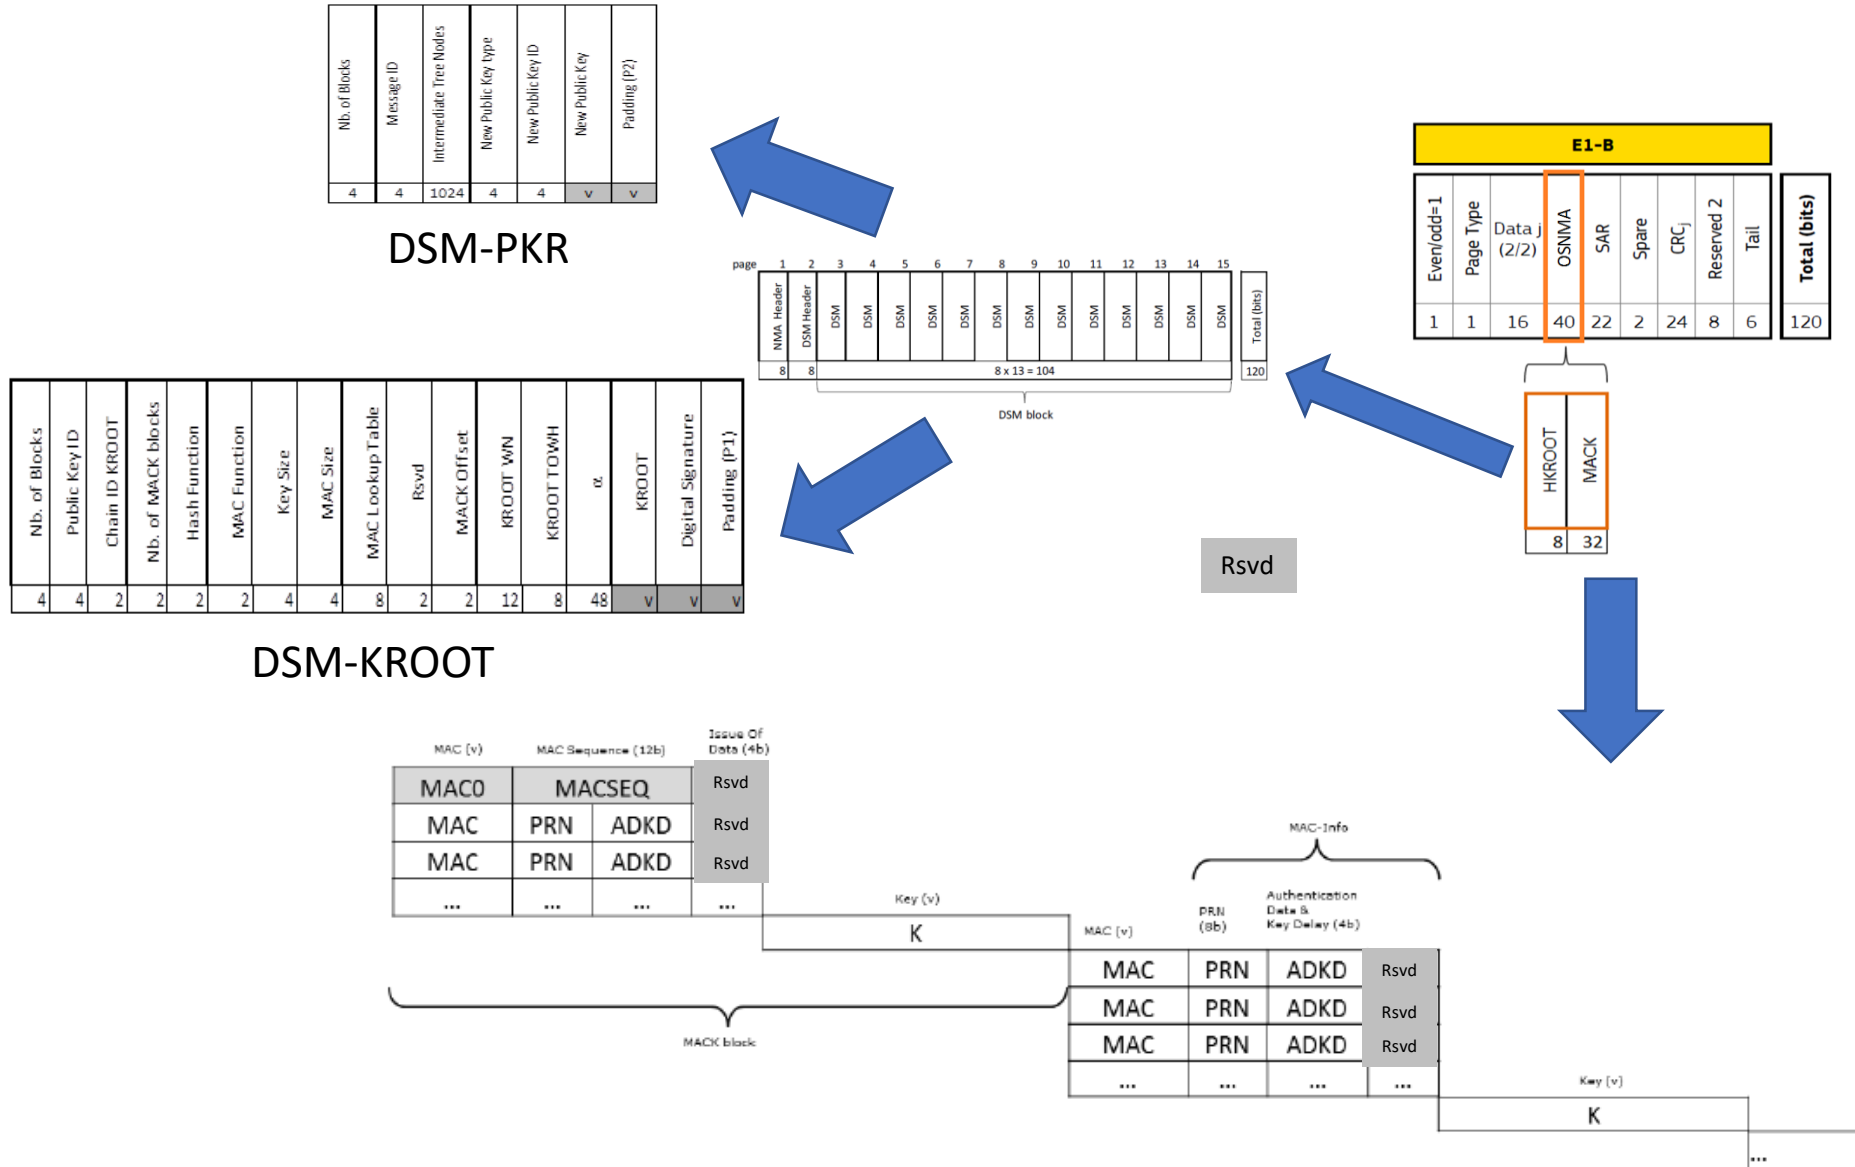 Nb. of Blocks
Message ID
Intermediate Tree Nodes
New Public Key type
New Public Key ID
New Public Key
Padding (P2)
4 4 1024 4 4 v v
DSM-PKR
E1-B
Even/odd=1
Page Type
Data j
(2/2)
OSNMA
SAR
Spare
CRCj
Reserved 2
Tail
Total (bits)
1 1 16 40 22 2 24 8 6 120
HKROOT
MACK
8 32
page 1 2 3 4 5 6 7 8 9 10 11 12 13 14 15
NMA Header
DSM Header
DSM
DSM
DSM
DSM
DSM
DSM
DSM
DSM
DSM
DSM
DSM
DSM
DSM
Total (bits)
8 8 8 x 13 = 104 120
DSM block
Nb. of Blocks
Public Key ID
Chain ID KROOT
Nb. of MACK blocks
Hash Function
MAC Function
Key Size
MAC Size
MAC Lookup Table
Rsvd
MACK Offset
KROOT WN
KROOT TOWH
α
KROOT
Digital Signature
Padding (P1)
4 4 2 2 2 2 4 4 8 2 2 12 8 48 v v v
DSM-KROOT
Rsvd
MAC (v) MAC Sequence (12b) Issue Of
Data (4b)
MAC0 MACSEQ Rsvd
MAC PRN ADKD Rsvd
MAC PRN ADKD Rsvd
... ... ... ...
Key (v)
K
MACK block
MAC-Info
MAC (v)
PRN
(8b)
Authentication
Data &
Key Delay (4b)
MAC PRN ADKD Rsvd
MAC PRN ADKD Rsvd
MAC PRN ADKD Rsvd
... ... ... ...
Key (v)
K
...